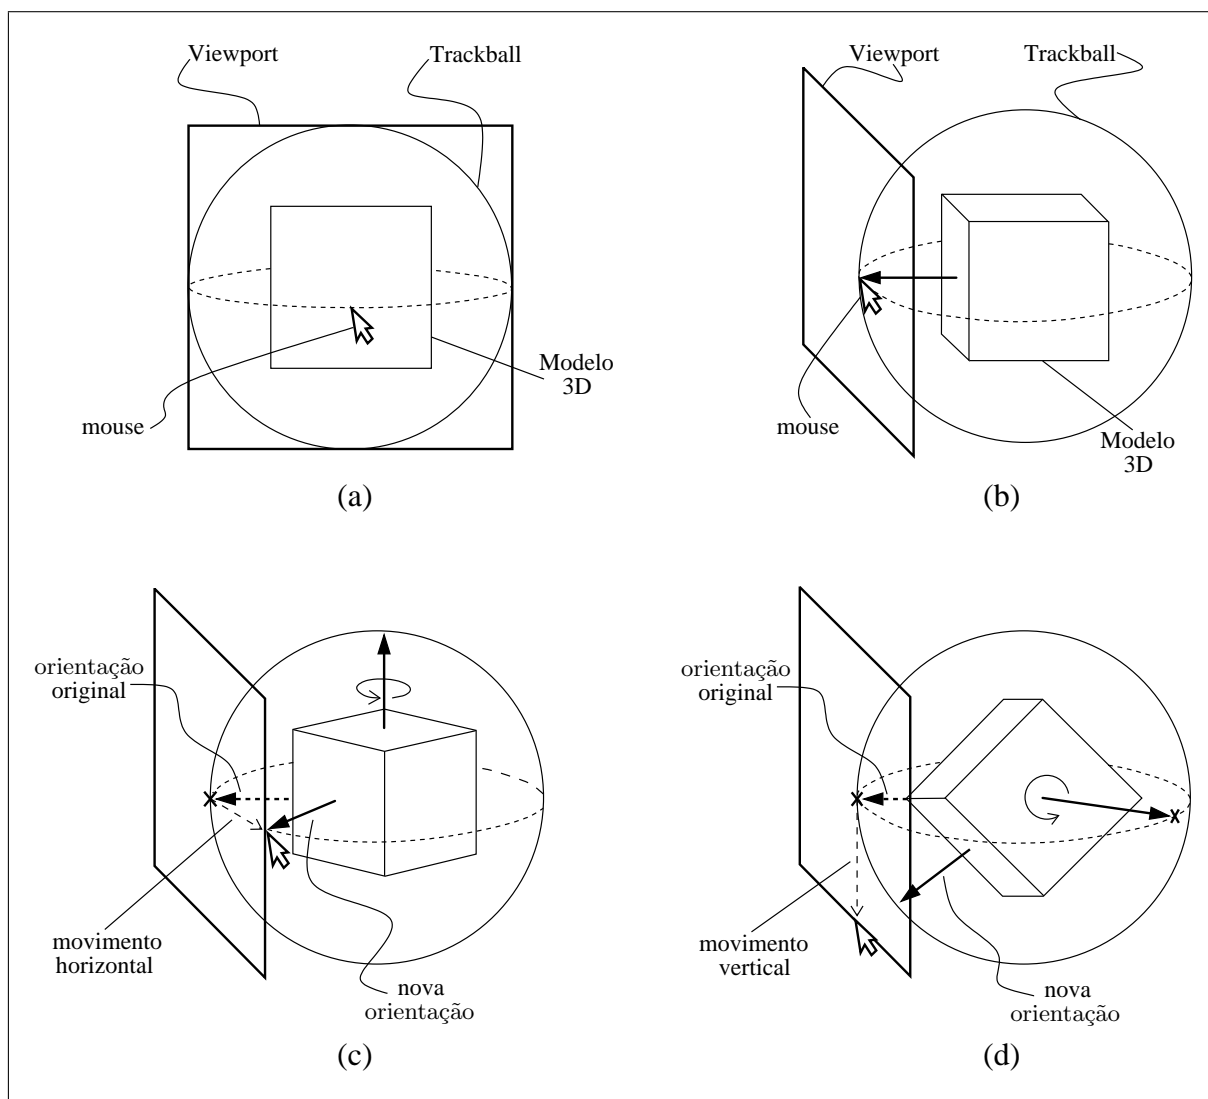 Viewport
Trackball
mouse
Modelo
3D
(a)
Viewport
Trackball
mouse
Modelo
3D
(b)
orientação
original
movimento
horizontal
nova
orientação
(c)
orientação
original
movimento
vertical
nova
orientação
(d)